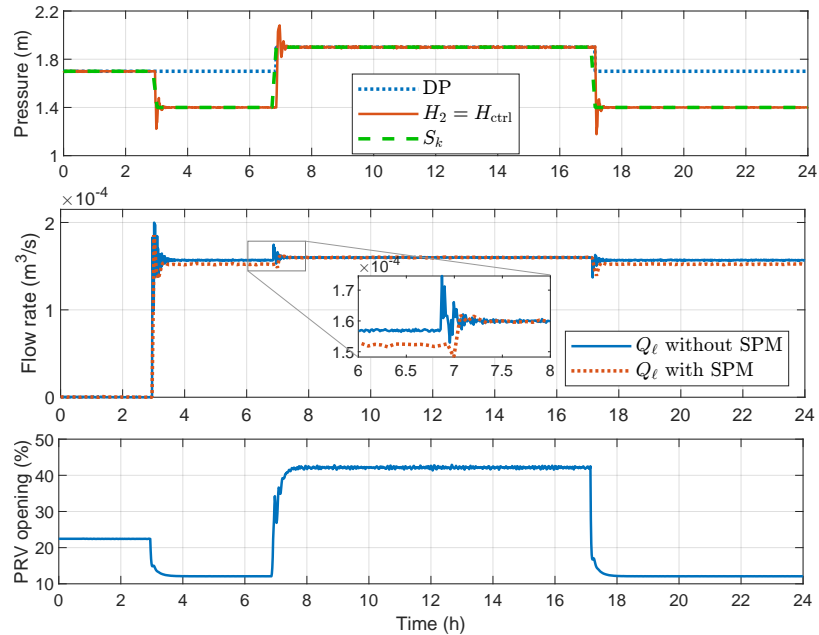 2.2
1.8
1.4
1
Pressure (m)
DP
H₂ = H_ctrl
S_k
0 2 4 6 8 10 12 14 16 18 20 22 24
×10⁻⁴
2
1
0
Flow rate (m³/s)
×10⁻⁴
1.7
1.6
1.5
6 6.5 7 7.5 8
Q_ℓ without SPM
Q_ℓ with SPM
0 2 4 6 8 10 12 14 16 18 20 22 24
50
40
30
20
10
PRV opening (%)
0 2 4 6 8 10 12 14 16 18 20 22 24
Time (h)